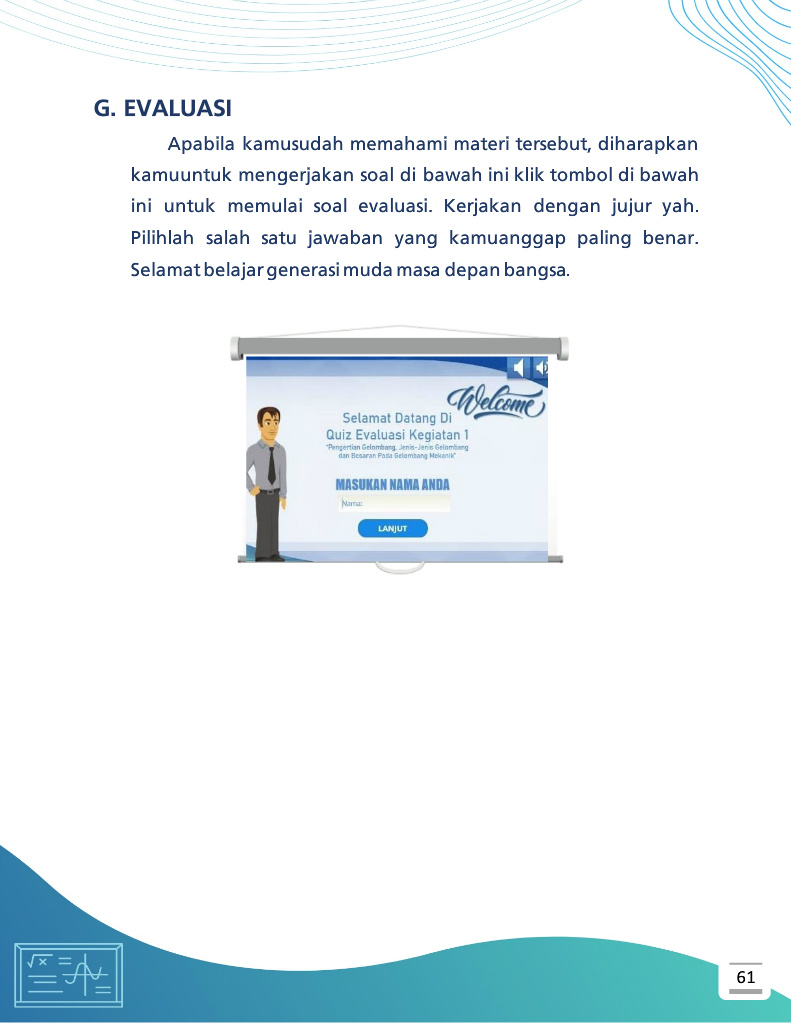 G. EVALUASI
Apabila kamusudah memahami materi tersebut, diharapkan
kamuuntuk mengerjakan soal di bawah ini klik tombol di bawah
ini untuk memulai soal evaluasi. Kerjakan dengan jujur yah.
Pilihlah salah satu jawaban yang kamuanggap paling benar.
Selamat belajar generasi muda masa depan bangsa.
Welcome
Selamat Datang Di
Quiz Evaluasi Kegiatan 1
"Pengertian Gelombang, Jenis-Jenis Gelombang
dan Besaran Pada Gelombang Mekanik"
MASUKAN NAMA ANDA
Nama:
LANJUT
√x
61